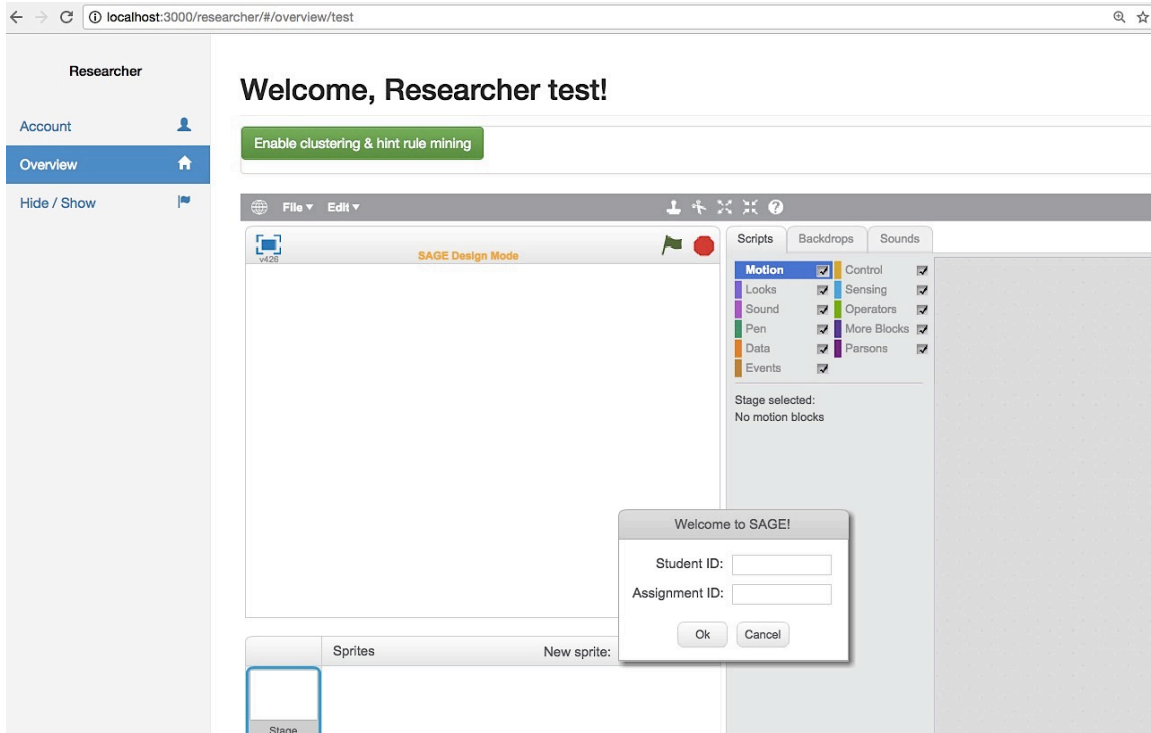 localhost:3000/researcher/#/overview/test
Researcher
Account
Overview
Hide / Show
Welcome, Researcher test!
Enable clustering & hint rule mining
File Edit
v426
SAGE Design Mode
Scripts Backdrops Sounds
Motion Control
Looks Sensing
Sound Operators
Pen More Blocks
Data Parsons
Events
Stage selected:
No motion blocks
Welcome to SAGE!
Student ID:
Assignment ID:
Ok Cancel
Sprites New sprite:
Stage